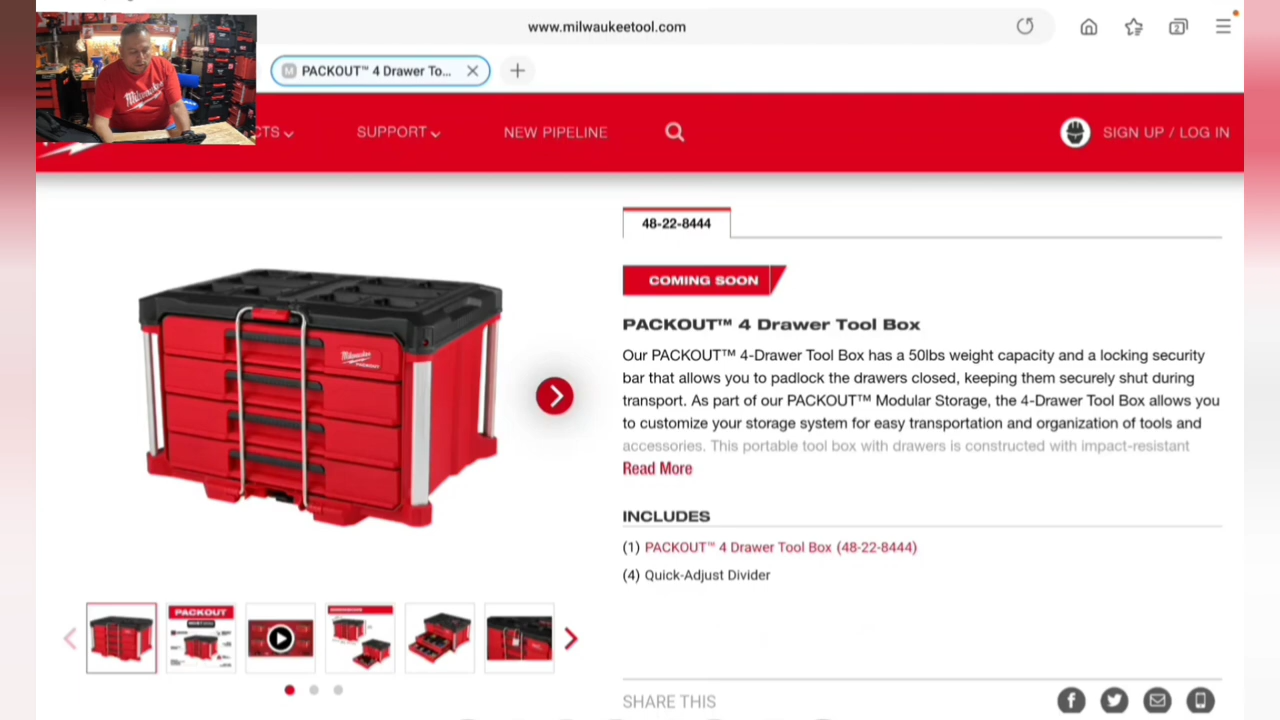 www.milwaukeetool.com
2
M PACKOUT™ 4 Drawer To...
CTS
SUPPORT
NEW PIPELINE
SIGN UP / LOG IN
Milwaukee
48-22-8444
COMING SOON
PACKOUT™ 4 Drawer Tool Box
Our PACKOUT™ 4-Drawer Tool Box has a 50lbs weight capacity and a locking security
bar that allows you to padlock the drawers closed, keeping them securely shut during
transport. As part of our PACKOUT™ Modular Storage, the 4-Drawer Tool Box allows you
to customize your storage system for easy transportation and organization of tools and
accessories. This portable tool box with drawers is constructed with impact-resistant
Read More
Milwaukee
PACKOUT
INCLUDES
(1) PACKOUT™ 4 Drawer Tool Box (48-22-8444)
(4) Quick-Adjust Divider
PACKOUT
SHARE THIS